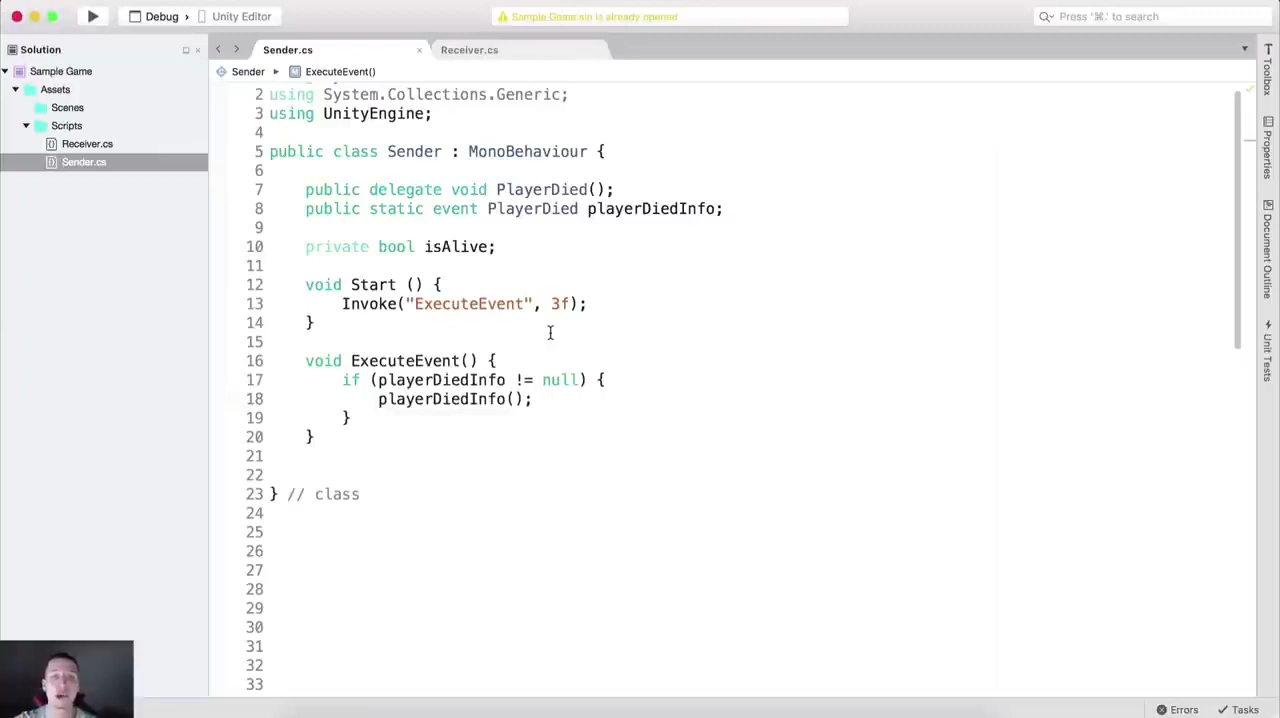 Debug
Unity Editor
Sample Game.sln is already opened
Press '⌘.' to search
Solution
Sample Game
Assets
Scenes
Scripts
Receiver.cs
Sender.cs
Sender.cs
Receiver.cs
Sender
ExecuteEvent()
2 using System.Collections.Generic;
3 using UnityEngine;
4
5 public class Sender : MonoBehaviour {
6
7 public delegate void PlayerDied();
8 public static event PlayerDied playerDiedInfo;
9
10 private bool isAlive;
11
12 void Start () {
13 Invoke("ExecuteEvent", 3f);
14 }
15
16 void ExecuteEvent() {
17 if (playerDiedInfo != null) {
18 playerDiedInfo();
19 }
20 }
21
22
23 } // class
24
25
26
27
28
29
30
31
32
33
Toolbox
Properties
Document Outline
Unit Tests
Errors
Tasks